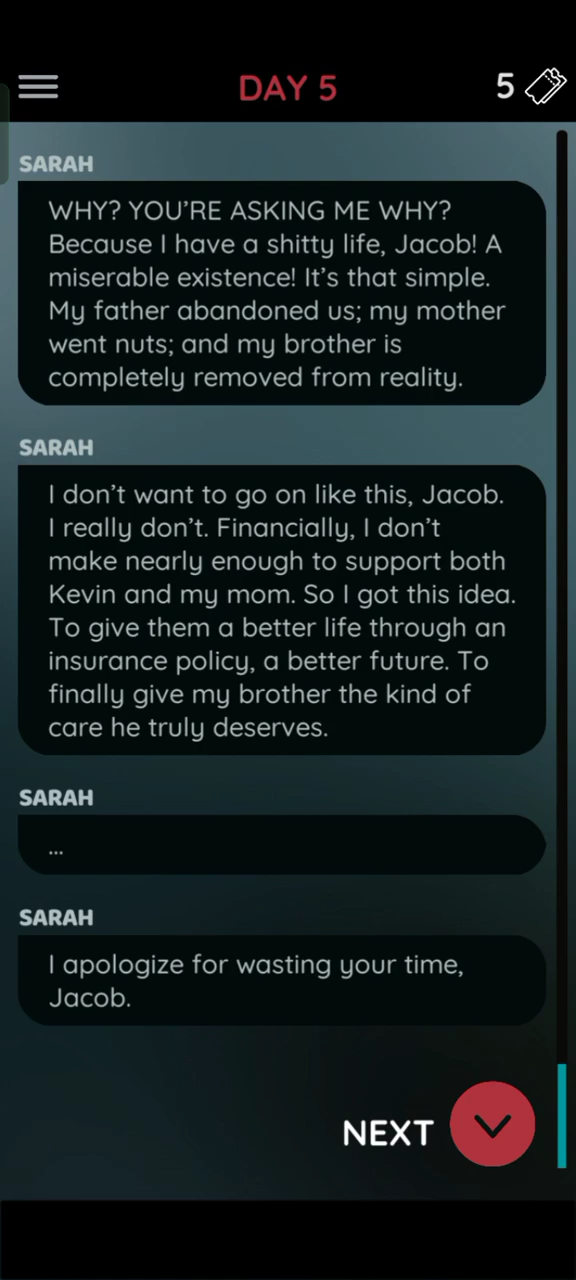 DAY 5
5
SARAH
WHY? YOU'RE ASKING ME WHY?
Because I have a shitty life, Jacob! A
miserable existence! It's that simple.
My father abandoned us; my mother
went nuts; and my brother is
completely removed from reality.
SARAH
I don't want to go on like this, Jacob.
I really don't. Financially, I don't
make nearly enough to support both
Kevin and my mom. So I got this idea.
To give them a better life through an
insurance policy, a better future. To
finally give my brother the kind of
care he truly deserves.
SARAH
...
SARAH
I apologize for wasting your time,
Jacob.
NEXT